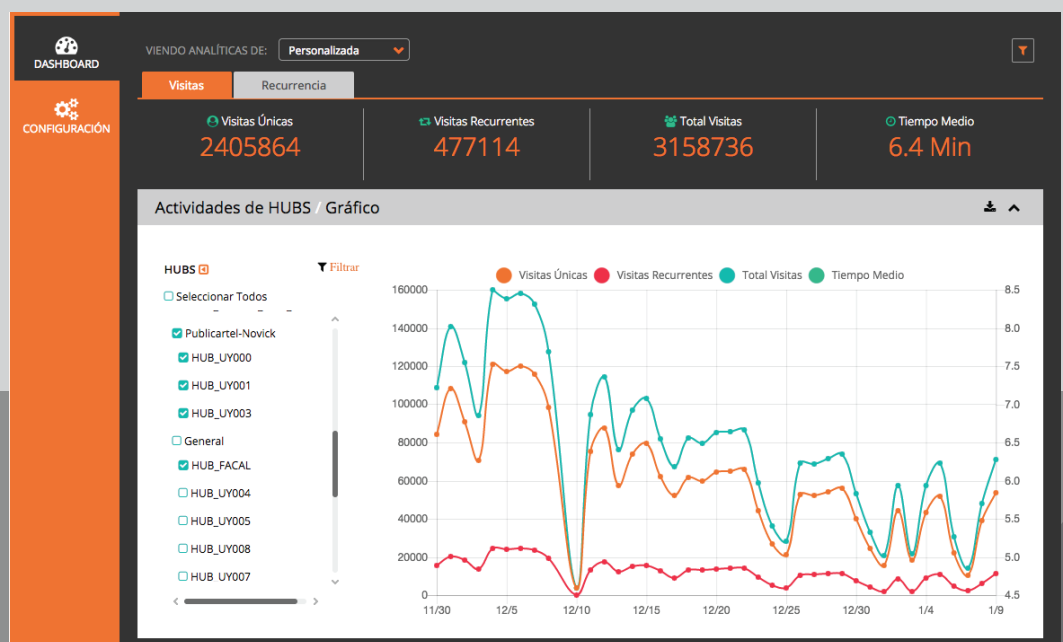 DASHBOARD
CONFIGURACIÓN
VIENDO ANALÍTICAS DE: Personalizada
Visitas Recurrencia
Visitas Únicas Visitas Recurrentes Total Visitas Tiempo Medio
2405864 477114 3158736 6.4 Min
Actividades de HUBS / Gráfico
HUBS Filtrar
Seleccionar Todos
Publicartel-Novick
HUB_UY000
HUB_UY001
HUB_UY003
General
HUB_FACAL
HUB_UY004
HUB_UY005
HUB_UY008
HUB_UY007
Visitas Únicas Visitas Recurrentes Total Visitas Tiempo Medio
160000 8.5
140000 8.0
120000 7.5
100000 7.0
80000 6.5
60000 6.0
40000 5.5
20000 5.0
0 4.5
11/30 12/5 12/10 12/15 12/20 12/25 12/30 1/4 1/9